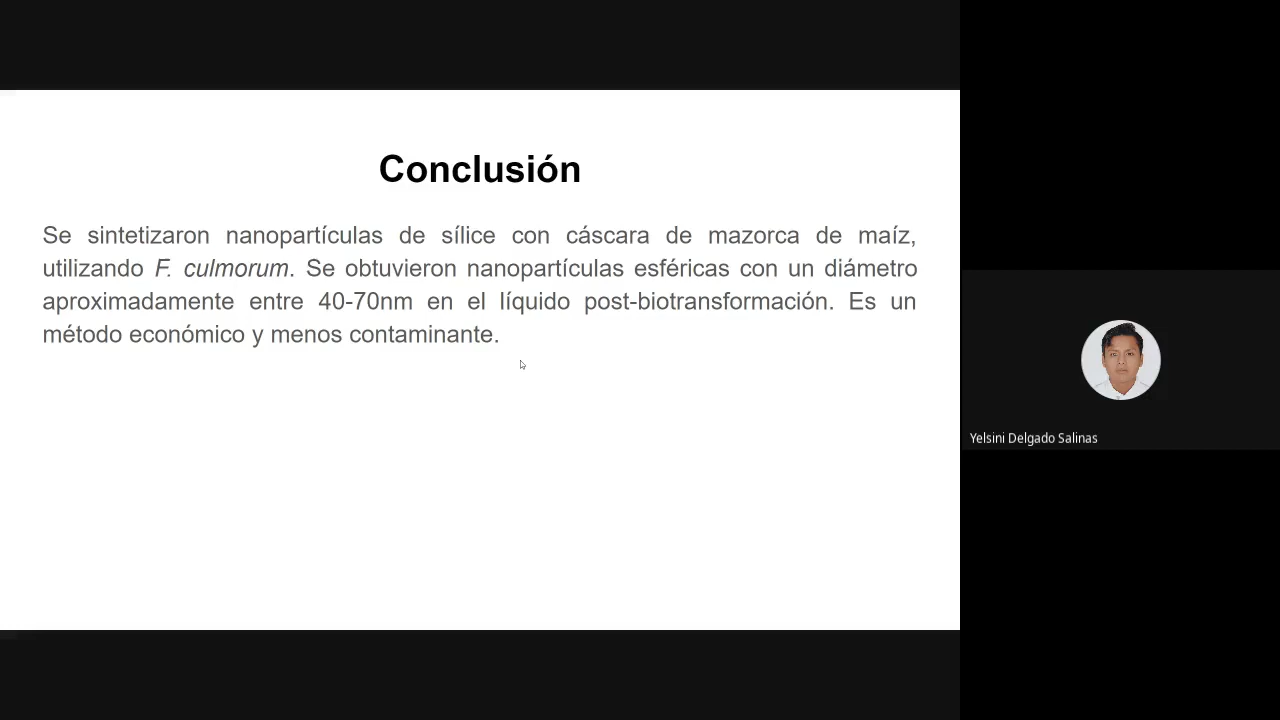 Conclusión
Se sintetizaron nanopartículas de sílice con cáscara de mazorca de maíz,
utilizando F. culmorum. Se obtuvieron nanopartículas esféricas con un diámetro
aproximadamente entre 40-70nm en el líquido post-biotransformación. Es un
método económico y menos contaminante.
Yelsini Delgado Salinas